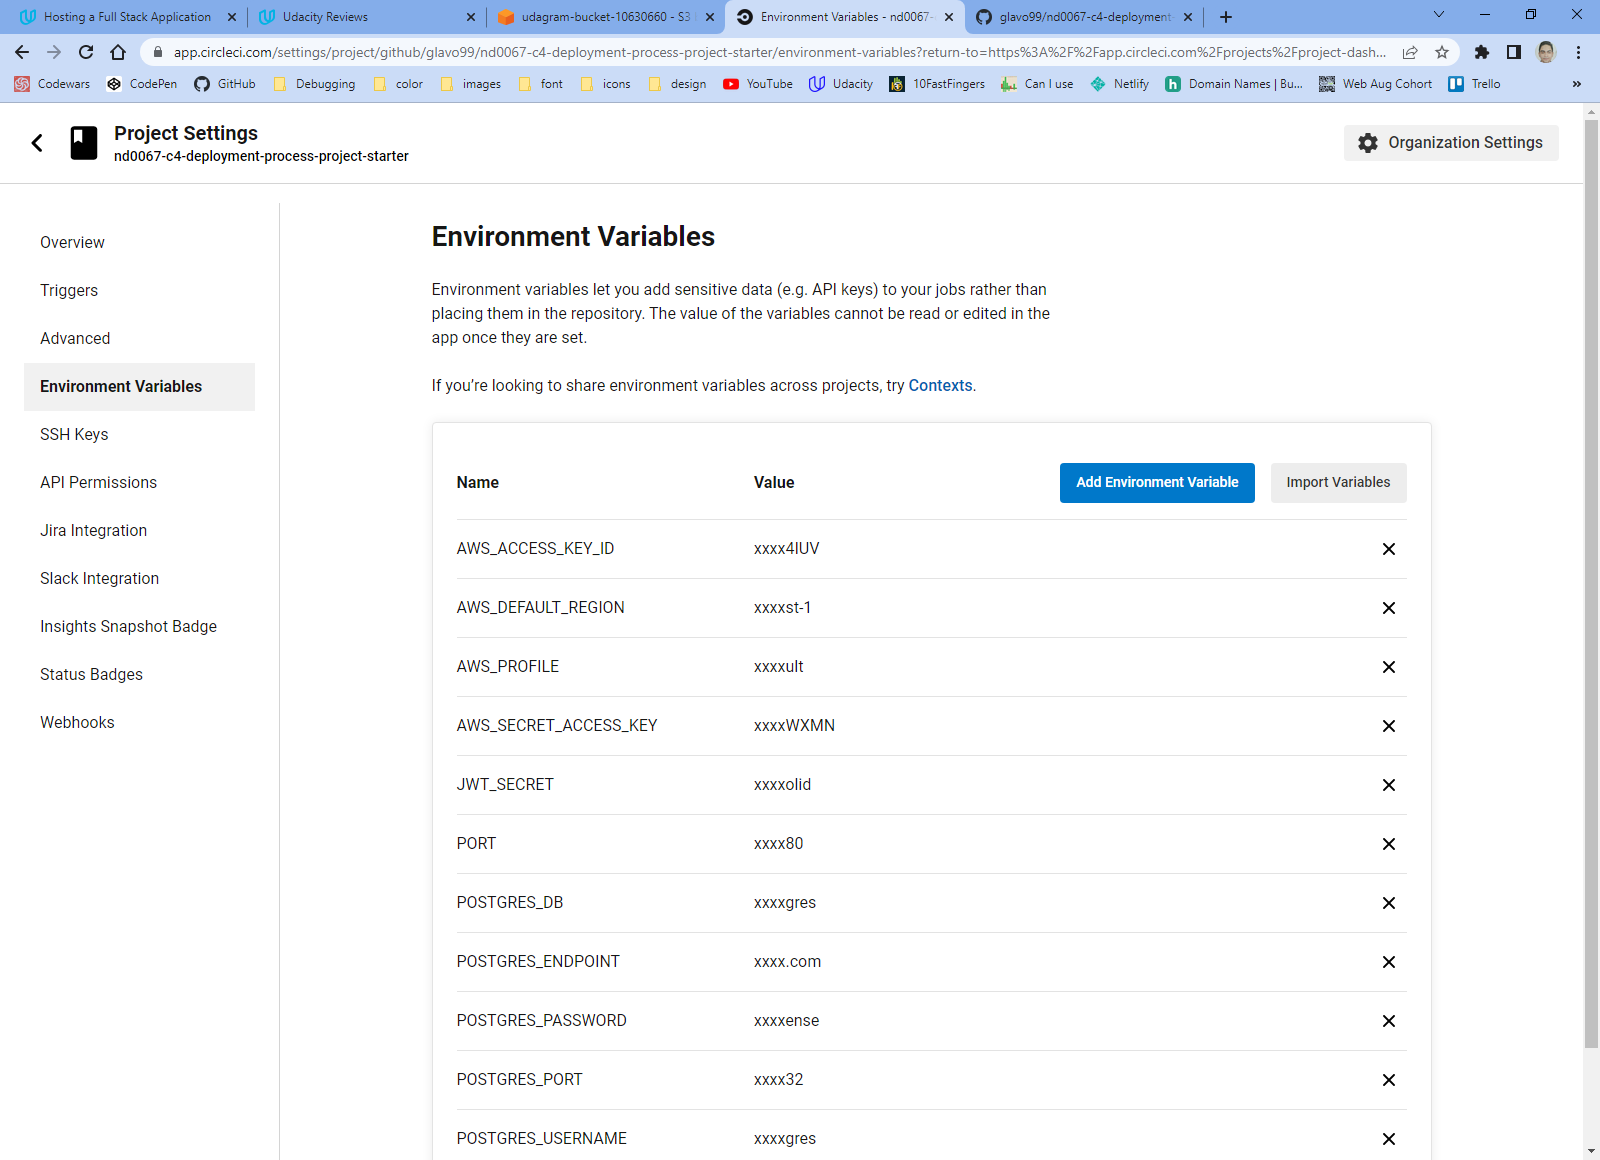 Hosting a Full Stack Application
Udacity Reviews
udagram-bucket-10630660 - S3
Environment Variables - nd0067-
glavo99/nd0067-c4-deployment-
app.circleci.com/settings/project/github/glavo99/nd0067-c4-deployment-process-project-starter/environment-variables?return-to=https%3A%2F%2Fapp.circleci.com%2Fprojects%2Fproject-dash...
Codewars
CodePen
GitHub
Debugging
color
images
font
icons
design
YouTube
Udacity
10FastFingers
Can I use
Netlify
Domain Names | Bu...
Web Aug Cohort
Trello
»
Project Settings
nd0067-c4-deployment-process-project-starter
Organization Settings
Overview
Triggers
Advanced
Environment Variables
SSH Keys
API Permissions
Jira Integration
Slack Integration
Insights Snapshot Badge
Status Badges
Webhooks
Environment Variables
Environment variables let you add sensitive data (e.g. API keys) to your jobs rather than
placing them in the repository. The value of the variables cannot be read or edited in the
app once they are set.
If you’re looking to share environment variables across projects, try Contexts.
Name Value Add Environment Variable Import Variables
AWS_ACCESS_KEY_ID xxxx4IUV
AWS_DEFAULT_REGION xxxxst-1
AWS_PROFILE xxxxult
AWS_SECRET_ACCESS_KEY xxxxWXMN
JWT_SECRET xxxxolid
PORT xxxx80
POSTGRES_DB xxxxgres
POSTGRES_ENDPOINT xxxx.com
POSTGRES_PASSWORD xxxxense
POSTGRES_PORT xxxx32
POSTGRES_USERNAME xxxxgres